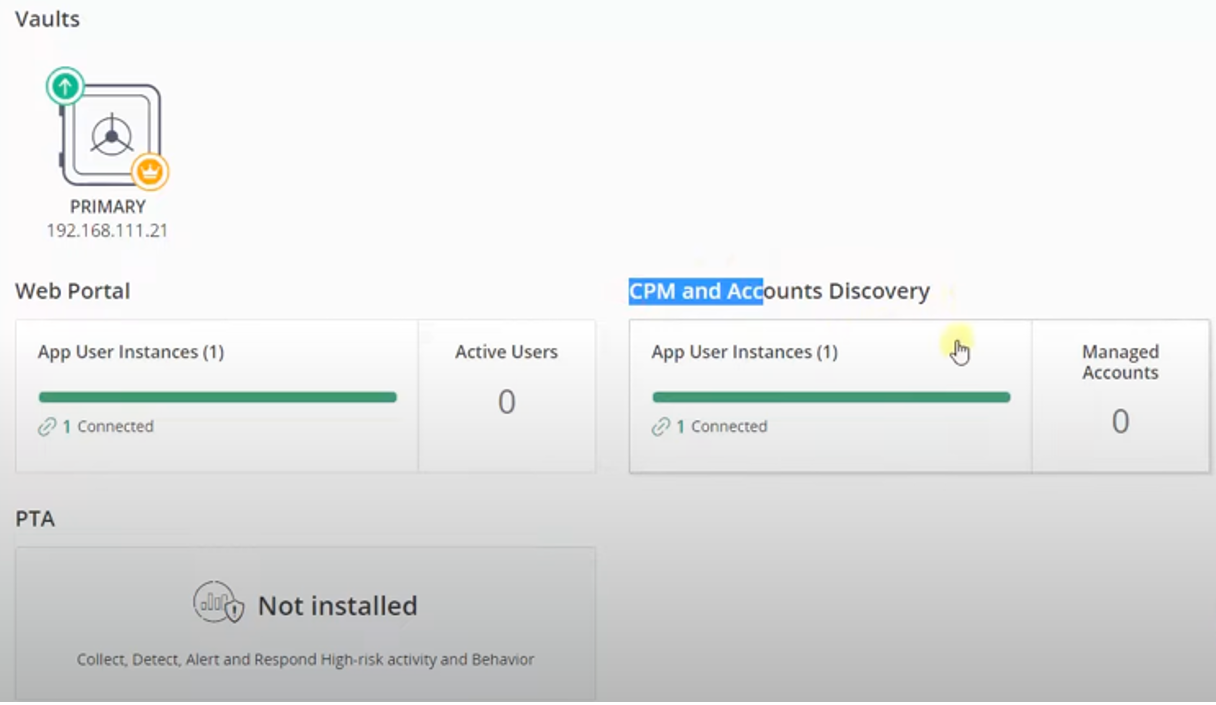 Vaults
PRIMARY
192.168.111.21
Web Portal
App User Instances (1)
1 Connected
Active Users
0
CPM and Accounts Discovery
App User Instances (1)
1 Connected
Managed
Accounts
0
PTA
Not installed
Collect, Detect, Alert and Respond High-risk activity and Behavior